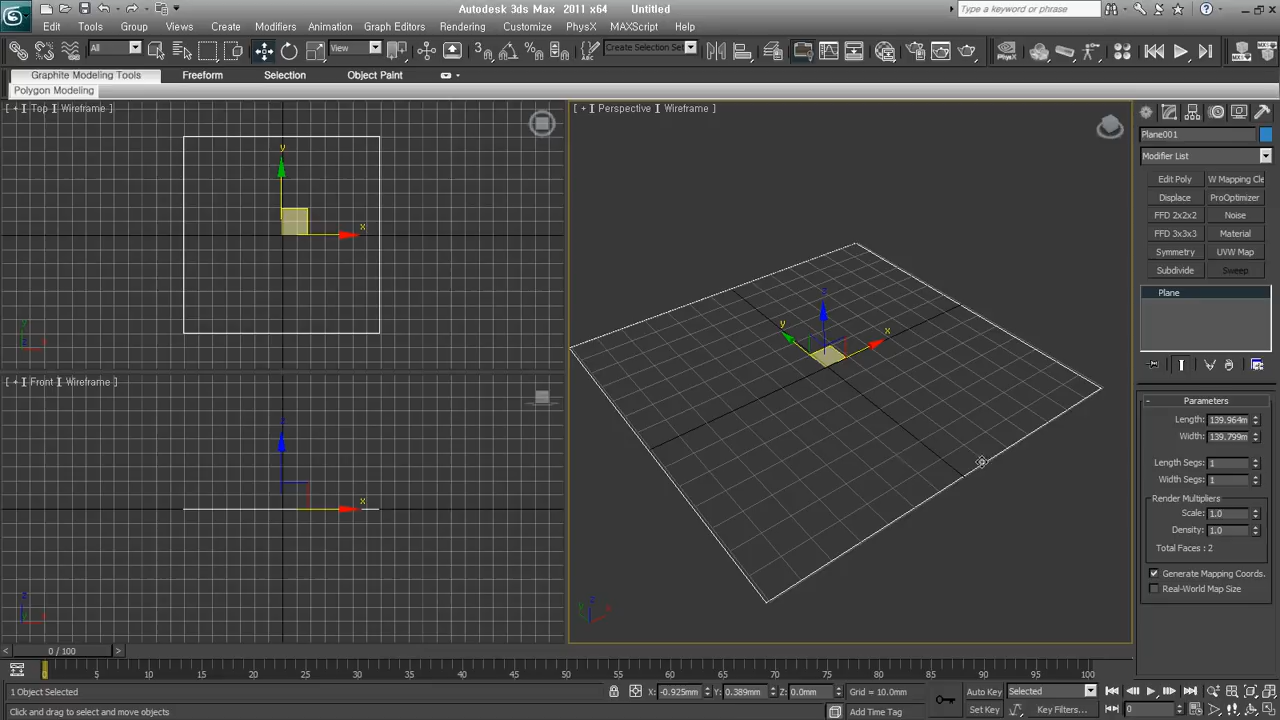 Autodesk 3ds Max 2011 x64 Untitled
Type a keyword or phrase
Edit Tools Group Views Create Modifiers Animation Graph Editors Rendering Customize PhysX MAXScript Help
All View Create Selection Set
Graphite Modeling Tools Freeform Selection Object Paint
Polygon Modeling
[ + ] Top ] Wireframe ]
[ + ] Perspective ] Wireframe ]
y
x
[ + ] Front ] Wireframe ]
z
x
z
y
x
Plane001
Modifier List
Edit Poly W Mapping Cle
Displace ProOptimizer
FFD 2x2x2 Noise
FFD 3x3x3 Material
Symmetry UVW Map
Subdivide Sweep
Plane
- Parameters
Length: 139.964m
Width: 139.799m
Length Segs: 1
Width Segs: 1
Render Multipliers
Scale: 1.0
Density: 1.0
Total Faces : 2
Generate Mapping Coords.
Real-World Map Size
< 0 / 100 >
0 5 10 15 20 25 30 35 40 45 50 55 60 65 70 75 80 85 90 95 100
1 Object Selected X: -0.925mm Y: 0.389mm Z: 0.0mm Grid = 10.0mm Auto Key Selected
Click and drag to select and move objects Add Time Tag Set Key Key Filters... 0